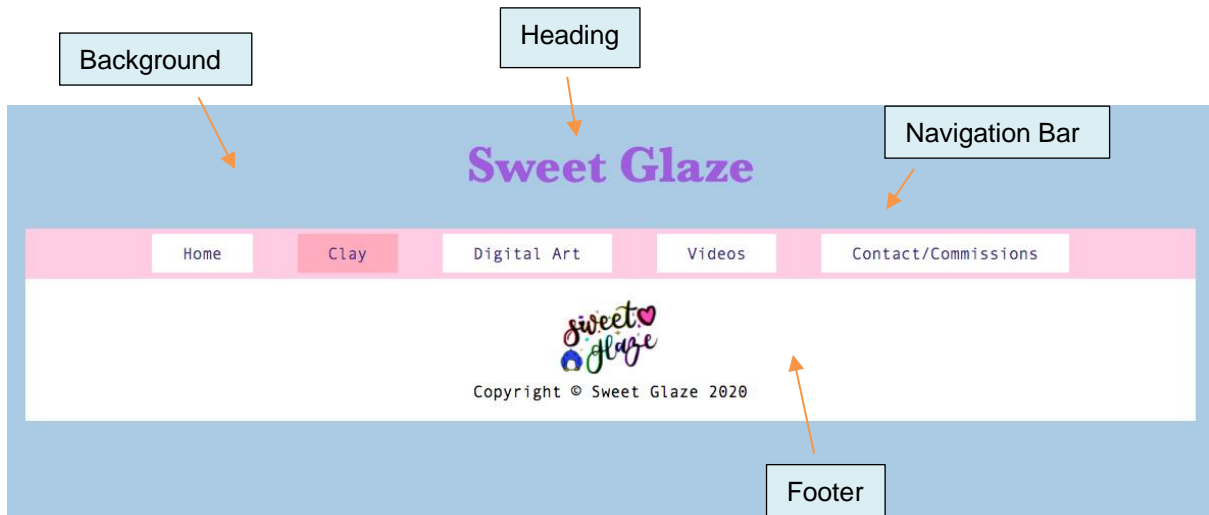 Heading
Background
Navigation Bar
Sweet Glaze
Home Clay Digital Art Videos Contact/Commissions
sweet
glaze
Copyright © Sweet Glaze 2020
Footer